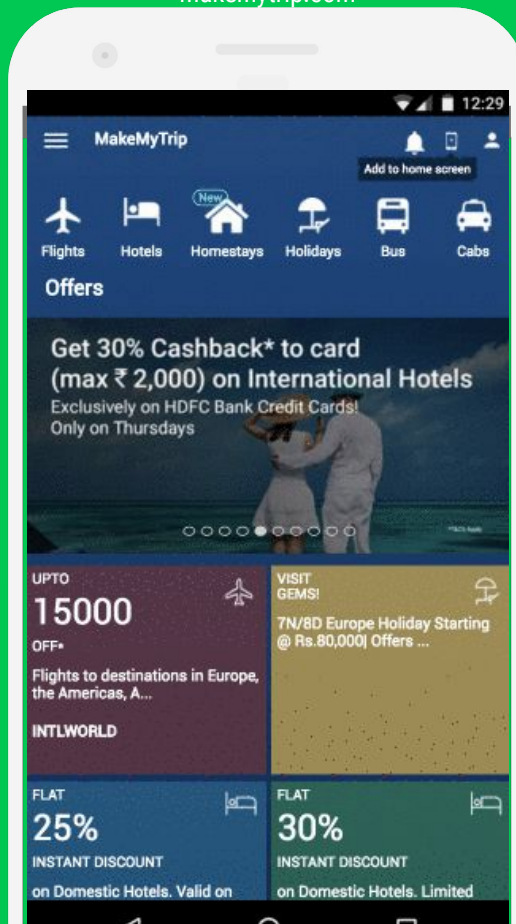 makemytrip.com
12:29
MakeMyTrip
Add to home screen
New
Flights Hotels Homestays Holidays Bus Cabs
Offers
Get 30% Cashback* to card
(max ₹ 2,000) on International Hotels
Exclusively on HDFC Bank Credit Cards!
Only on Thursdays
UPTO
15000
OFF*
Flights to destinations in Europe,
the Americas, A...
INTLWORLD
VISIT
GEMS!
7N/8D Europe Holiday Starting
@ Rs.80,000| Offers ...
FLAT
25%
INSTANT DISCOUNT
on Domestic Hotels. Valid on
FLAT
30%
INSTANT DISCOUNT
on Domestic Hotels. Limited